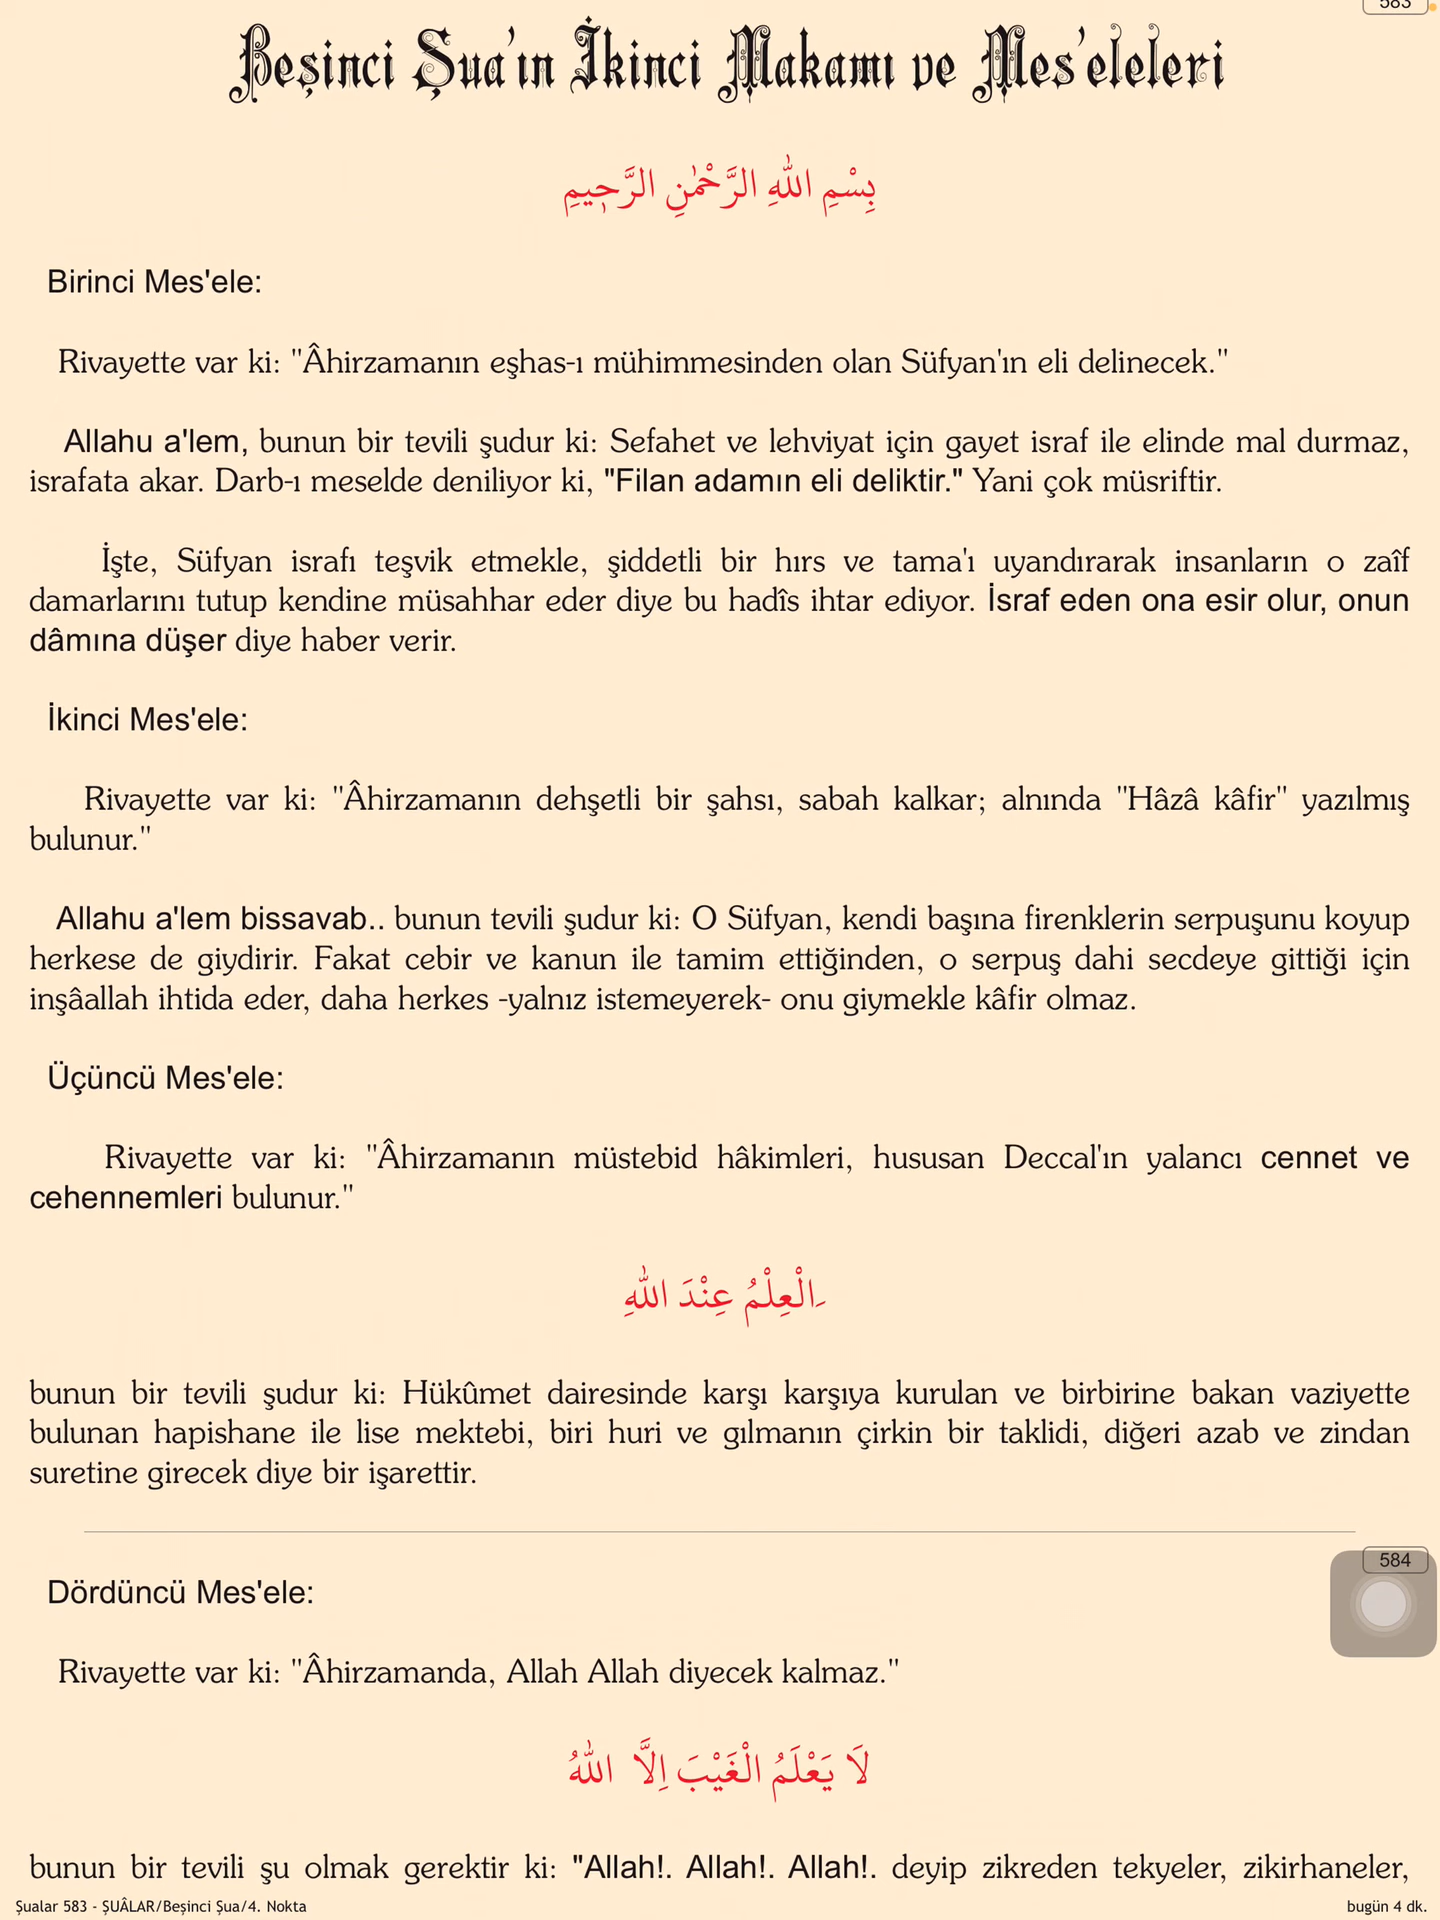 583
Beşinci Şua'ın İkinci Makamı ve Mes'eleleri
بِسْمِ اللّٰهِ الرَّحْمٰنِ الرَّحِيمِ
Birinci Mes'ele:
Rivayette var ki: "Âhirzamanın eşhas-ı mühimmesinden olan Süfyan'ın eli delinecek."
Allahu a'lem, bunun bir tevili şudur ki: Sefahet ve lehviyat için gayet israf ile elinde mal durmaz,
israfata akar. Darb-ı meselde deniliyor ki, "Filan adamın eli deliktir." Yani çok müsriftir.
İşte, Süfyan israfı teşvik etmekle, şiddetli bir hırs ve tama'ı uyandırarak insanların o zaîf
damarlarını tutup kendine müsahhar eder diye bu hadîs ihtar ediyor. İsraf eden ona esir olur, onun
dâmına düşer diye haber verir.
İkinci Mes'ele:
Rivayette var ki: "Âhirzamanın dehşetli bir şahsı, sabah kalkar; alnında "Hâzâ kâfir" yazılmış
bulunur."
Allahu a'lem bissavab.. bunun tevili şudur ki: O Süfyan, kendi başına firenklerin serpuşunu koyup
herkese de giydirir. Fakat cebir ve kanun ile tamim ettiğinden, o serpuş dahi secdeye gittiği için
inşâallah ihtida eder, daha herkes -yalnız istemeyerek- onu giymekle kâfir olmaz.
Üçüncü Mes'ele:
Rivayette var ki: "Âhirzamanın müstebid hâkimleri, hususan Deccal'ın yalancı cennet ve
cehennemleri bulunur."
َالْعِلْمُ عِنْدَ اللّٰهِ
bunun bir tevili şudur ki: Hükûmet dairesinde karşı karşıya kurulan ve birbirine bakan vaziyette
bulunan hapishane ile lise mektebi, biri huri ve gılmanın çirkin bir taklidi, diğeri azab ve zindan
suretine girecek diye bir işarettir.
584
Dördüncü Mes'ele:
Rivayette var ki: "Âhirzamanda, Allah Allah diyecek kalmaz."
لَا يَعْلَمُ الْغَيْبَ اِلَّا اللّٰهُ
bunun bir tevili şu olmak gerektir ki: "Allah!. Allah!. Allah!. deyip zikreden tekyeler, zikirhaneler,
Şualar 583 - ŞUÂLAR/Beşinci Şua/4. Nokta
bugün 4 dk.